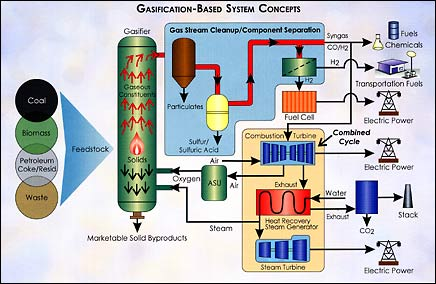 GASIFICATION-BASED SYSTEM CONCEPTS
Gasifier
Gas Stream Cleanup/Component Separation
Syngas
CO/H2
Fuels
Chemicals
H2
H2
Transportation Fuels
Gaseous
Constituents
Particulates
Sulfur/
Sulfuric Acid
Fuel Cell
Electric Power
Coal
Biomass
Petroleum
Coke/Resid
Waste
Feedstock
Solids
Combustion Turbine
Combined
Cycle
Air
Oxygen
ASU
Air
Electric Power
Exhaust
Water
Steam
Heat Recovery
Steam Generator
Exhaust
CO2
Stack
Marketable Solid Byproducts
Steam Turbine
Electric Power